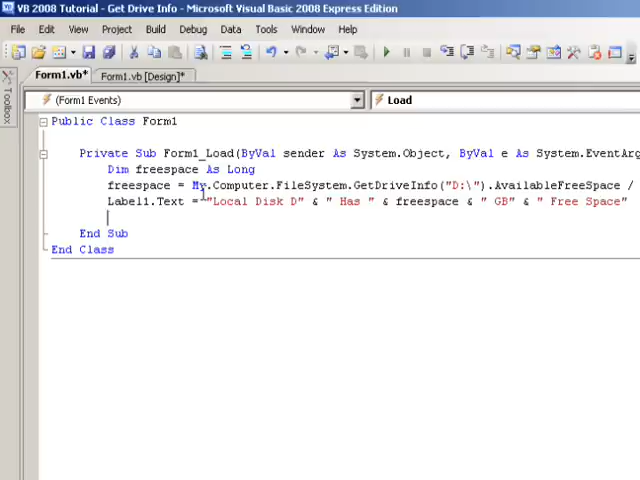 VB 2008 Tutorial - Get Drive Info - Microsoft Visual Basic 2008 Express Edition
File Edit View Project Build Debug Data Tools Window Help
Form1.vb* Form1.vb [Design]*
Toolbox
(Form1 Events) Load
Public Class Form1
Private Sub Form1_Load(ByVal sender As System.Object, ByVal e As System.EventArg
Dim freespace As Long
freespace = My.Computer.FileSystem.GetDriveInfo("D:\").AvailableFreeSpace /
Label1.Text = "Local Disk D" & " Has " & freespace & " GB" & " Free Space"
End Sub
End Class